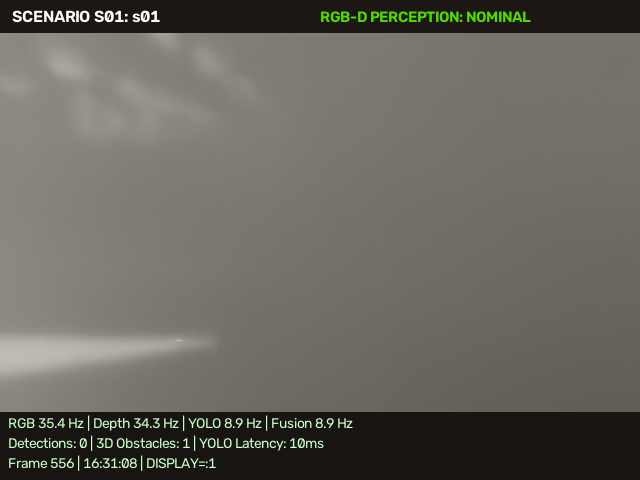 SCENARIO S01: s01
RGB-D PERCEPTION: NOMINAL
RGB 35.4 Hz | Depth 34.3 Hz | YOLO 8.9 Hz | Fusion 8.9 Hz
Detections: 0 | 3D Obstacles: 1 | YOLO Latency: 10ms
Frame 556 | 16:31:08 | DISPLAY=:1